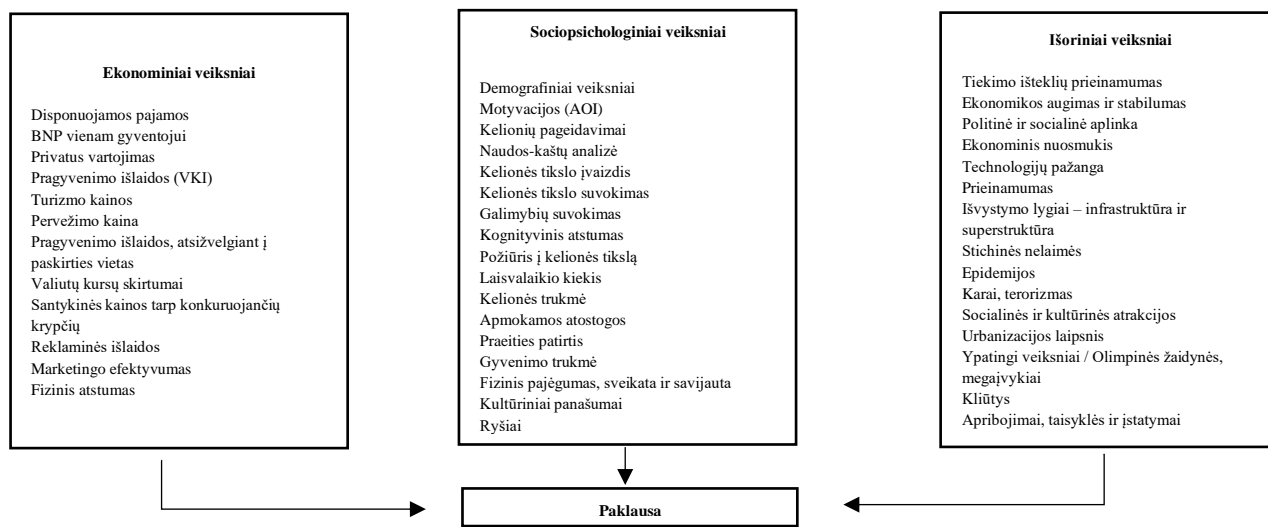 Ekonominiai veiksniai
Disponuojamos pajamos
BNP vienam gyventojui
Privatus vartojimas
Pragyvenimo išlaidos (VKI)
Turizmo kainos
Pervežimo kaina
Pragyvenimo išlaidos, atsižvelgiant į
paskirties vietas
Valiutų kursų skirtumai
Santykinės kainos tarp konkuruojančių
krypčių
Reklaminės išlaidos
Marketingo efektyvumas
Fizinis atstumas
Sociopsichologiniai veiksniai
Demografiniai veiksniai
Motyvacijos (AOI)
Kelionių pageidavimai
Naudos-kaštų analizė
Kelionės tikslo įvaizdis
Kelionės tikslo suvokimas
Galimybių suvokimas
Kognityvinis atstumas
Požiūris į kelionės tikslą
Laisvalaikio kiekis
Kelionės trukmė
Apmokamos atostogos
Praeities patirtis
Gyvenimo trukmė
Fizinis pajėgumas, sveikata ir savijauta
Kultūriniai panašumai
Ryšiai
Išoriniai veiksniai
Tiekimo išteklių prieinamumas
Ekonomikos augimas ir stabilumas
Politinė ir socialinė aplinka
Ekonominis nuosmukis
Technologijų pažanga
Prieinamumas
Išvystymo lygiai – infrastruktūra ir
superstruktūra
Stichinės nelaimės
Epidemijos
Karai, terorizmas
Socialinės ir kultūrinės atrakcijos
Urbanizacijos laipsnis
Ypatingi veiksniai / Olimpinės žaidynės,
megaįvykiai
Kliūtys
Apribojimai, taisyklės ir įstatymai
Paklausa